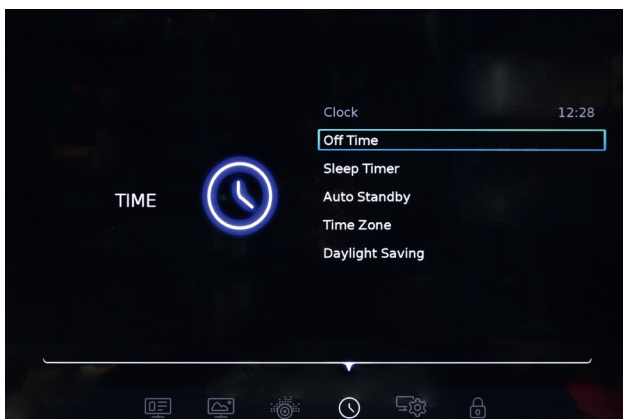 Clock 12:28
Off Time
Sleep Timer
TIME
Auto Standby
Time Zone
Daylight Saving